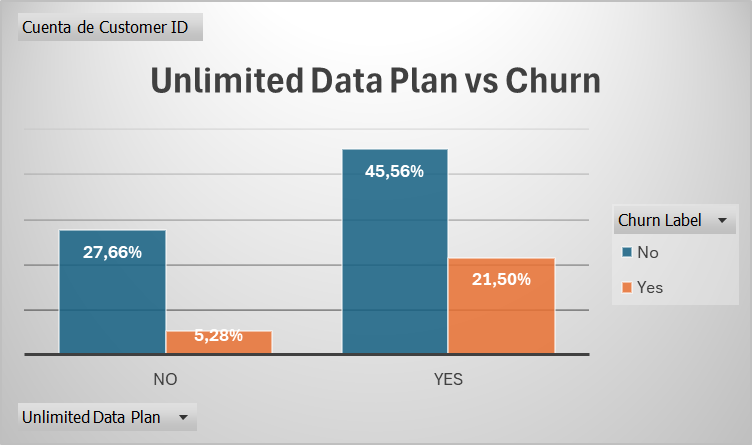 Cuenta de Customer ID
Unlimited Data Plan vs Churn
45,56%
27,66%
21,50%
5,28%
NO
YES
Churn Label
No
Yes
Unlimited Data Plan